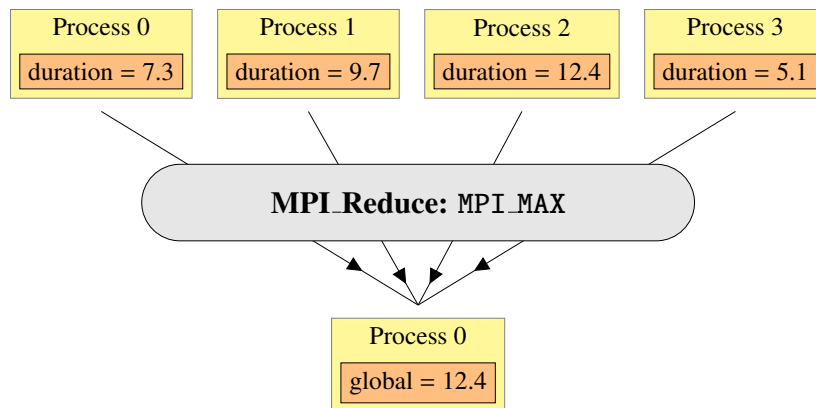 Process 0
duration = 7.3
Process 1
duration = 9.7
Process 2
duration = 12.4
Process 3
duration = 5.1
MPI_Reduce: MPI_MAX
Process 0
global = 12.4